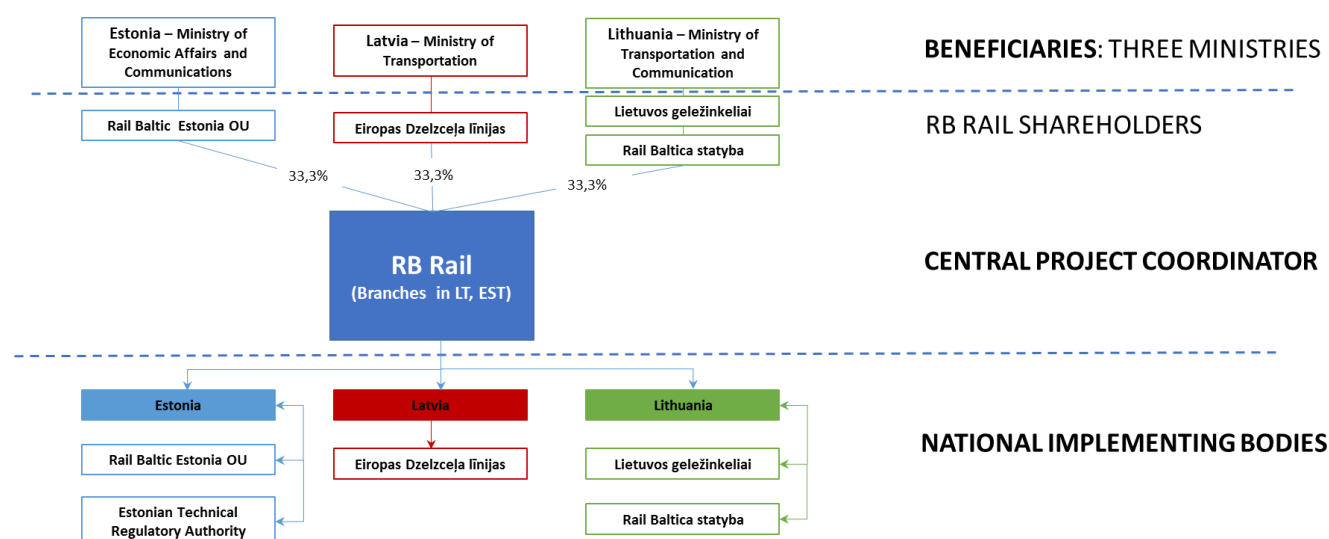 Estonia – Ministry of
Economic Affairs and
Communications
Latvia – Ministry of
Transportation
Lithuania – Ministry of
Transportation and
Communication
BENEFICIARIES: THREE MINISTRIES
Rail Baltic Estonia OU
Eiropas Dzelzceļa līnijas
Lietuvos geležinkeliai
Rail Baltica statyba
RB RAIL SHAREHOLDERS
33,3%
33,3%
33,3%
RB Rail
(Branches in LT, EST)
CENTRAL PROJECT COORDINATOR
Estonia
Latvia
Lithuania
Rail Baltic Estonia OU
Eiropas Dzelzceļa līnijas
Lietuvos geležinkeliai
NATIONAL IMPLEMENTING BODIES
Estonian Technical
Regulatory Authority
Rail Baltica statyba